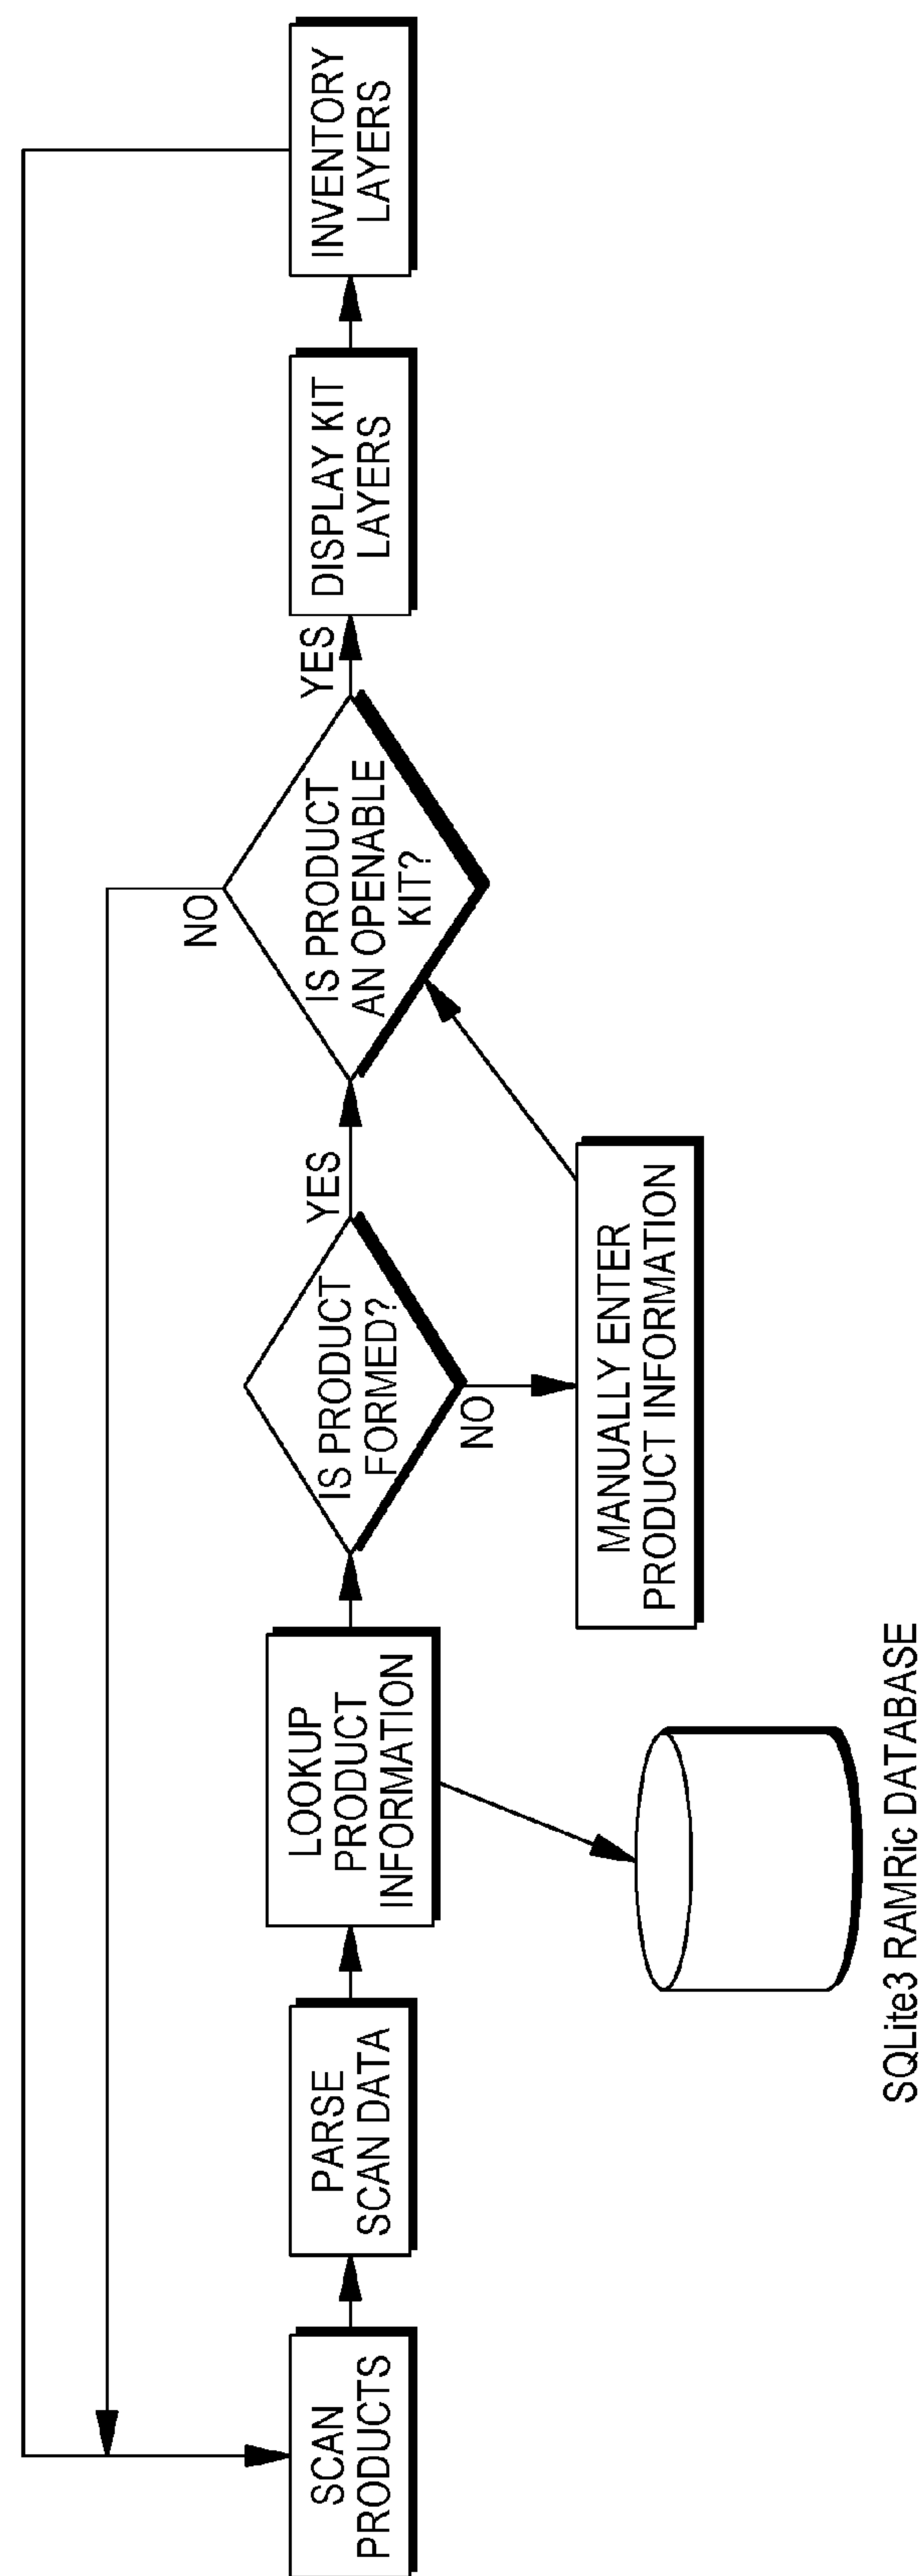 SCAN
PRODUCTS
PARSE
SCAN DATA
LOOKUP
PRODUCT
INFORMATION
SQLite3 RAMRic DATABASE
IS PRODUCT
FORMED?
YES
NO
MANUALLY ENTER
PRODUCT INFORMATION
IS PRODUCT
AN OPENABLE
KIT?
NO
YES
DISPLAY KIT
LAYERS
INVENTORY
LAYERS